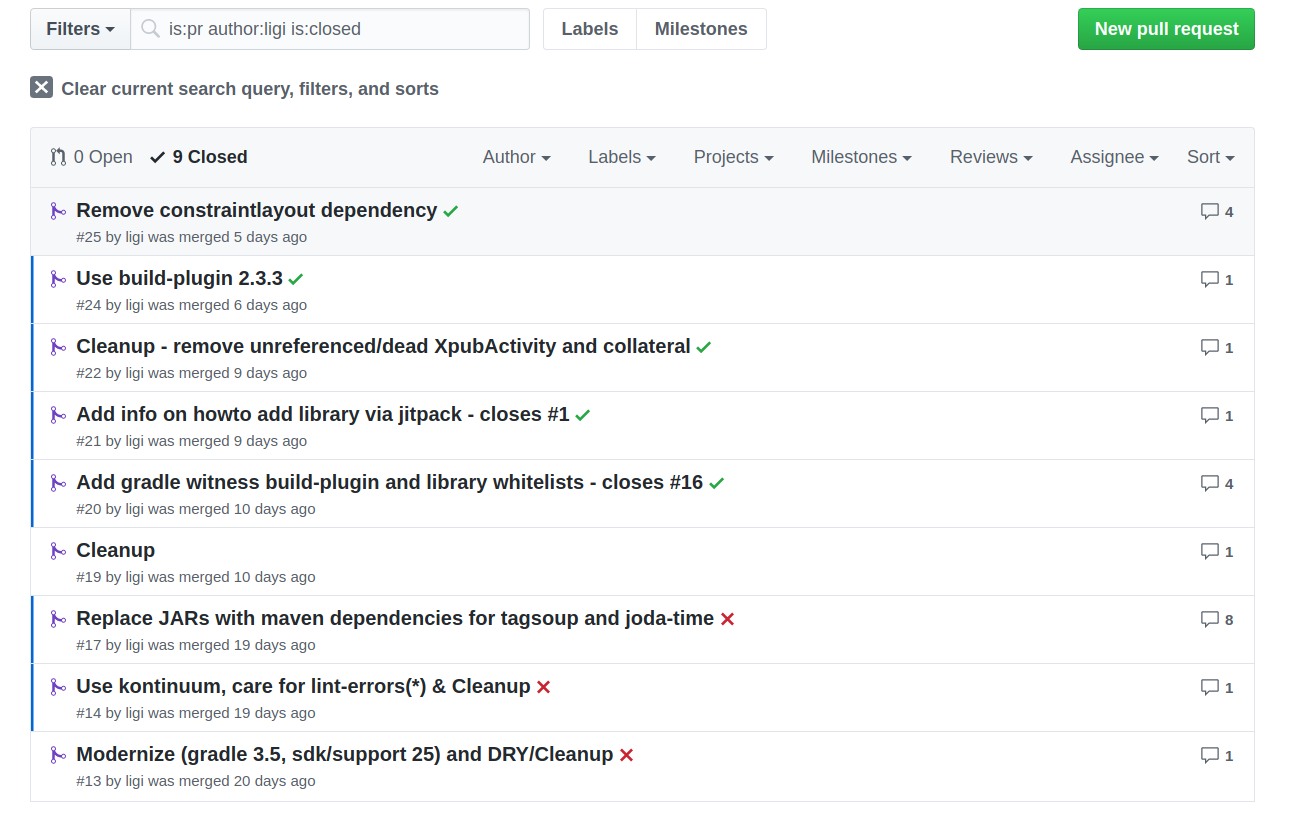 Filters is:pr author:ligi is:closed Labels Milestones New pull request
Clear current search query, filters, and sorts
0 Open 9 Closed Author Labels Projects Milestones Reviews Assignee Sort
Remove constraintlayout dependency 4
#25 by ligi was merged 5 days ago
Use build-plugin 2.3.3 1
#24 by ligi was merged 6 days ago
Cleanup - remove unreferenced/dead XpubActivity and collateral 1
#22 by ligi was merged 9 days ago
Add info on howto add library via jitpack - closes #1 1
#21 by ligi was merged 9 days ago
Add gradle witness build-plugin and library whitelists - closes #16 4
#20 by ligi was merged 10 days ago
Cleanup 1
#19 by ligi was merged 10 days ago
Replace JARs with maven dependencies for tagsoup and joda-time 8
#17 by ligi was merged 19 days ago
Use kontinuum, care for lint-errors(*) & Cleanup 1
#14 by ligi was merged 19 days ago
Modernize (gradle 3.5, sdk/support 25) and DRY/Cleanup 1
#13 by ligi was merged 20 days ago